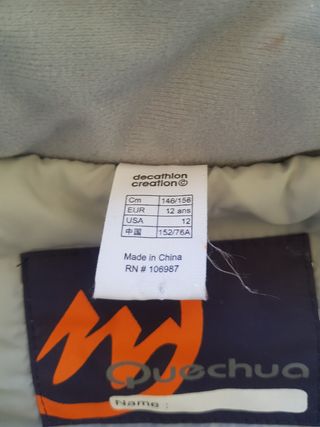 decathlon
creation©
Cm 146/156
EUR 12 ans
USA 12
中国 152/76A
Made in China
RN # 106987
Quechua
Name :